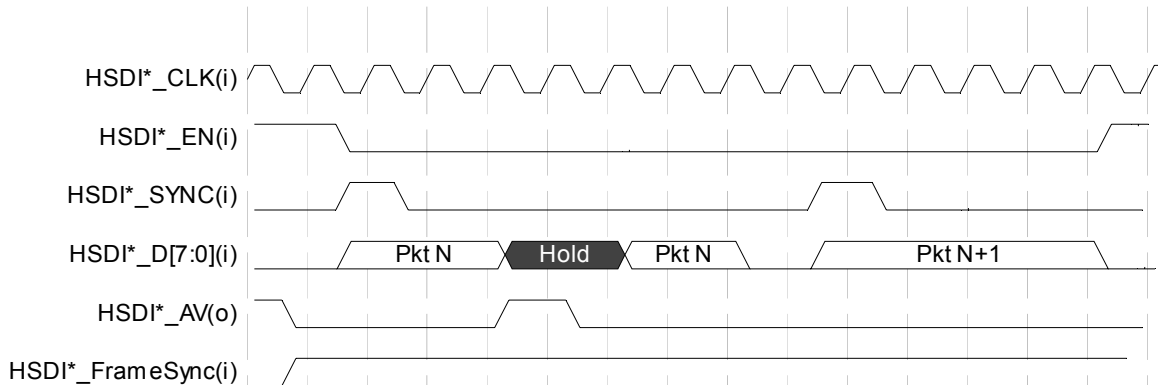 HSDI*_CLK(i)
HSDI*_EN(i)
HSDI*_SYNC(i)
HSDI*_D[7:0](i) Pkt N Hold Pkt N Pkt N+1
HSDI*_AV(o)
HSDI*_FrameSync(i)